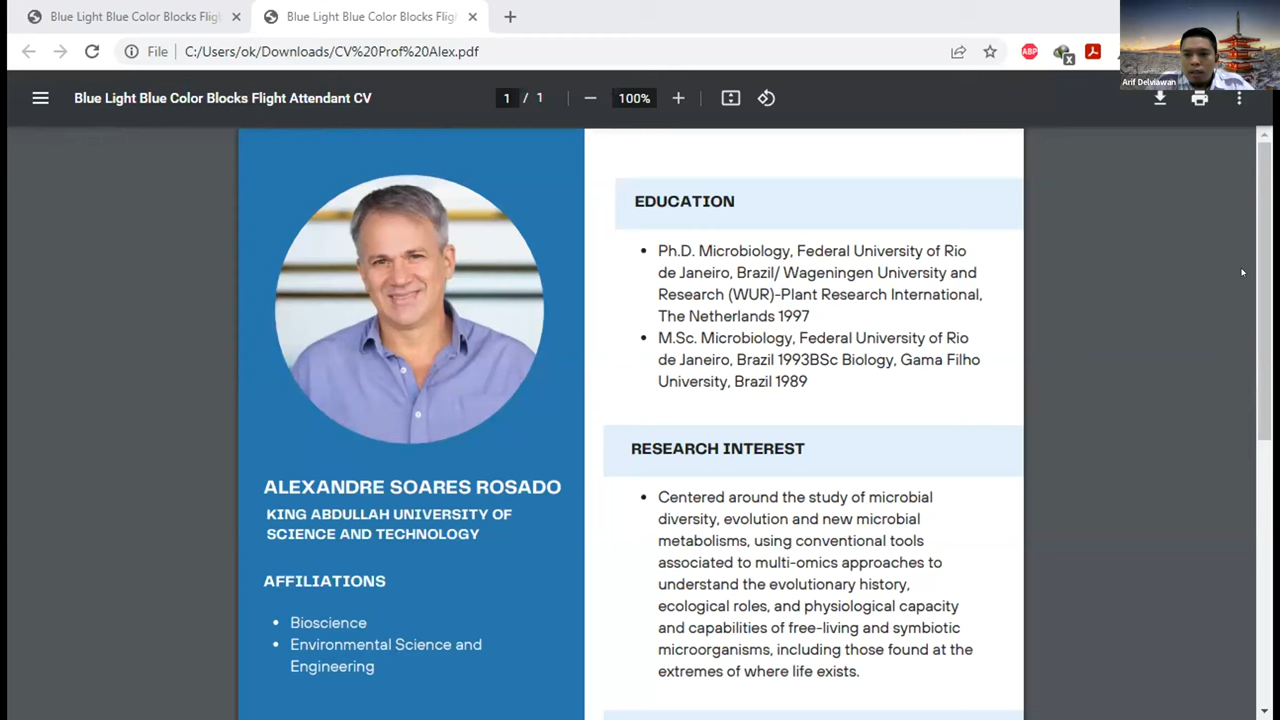 Blue Light Blue Color Blocks Flig
Blue Light Blue Color Blocks Flig
File
C:/Users/ok/Downloads/CV%20Prof%20Alex.pdf
ABP
x
Arif Delviawan
Blue Light Blue Color Blocks Flight Attendant CV
1 / 1
100%
ALEXANDRE SOARES ROSADO
KING ABDULLAH UNIVERSITY OF
SCIENCE AND TECHNOLOGY
AFFILIATIONS
• Bioscience
• Environmental Science and
Engineering
EDUCATION
• Ph.D. Microbiology, Federal University of Rio
de Janeiro, Brazil/ Wageningen University and
Research (WUR)-Plant Research International,
The Netherlands 1997
• M.Sc. Microbiology, Federal University of Rio
de Janeiro, Brazil 1993BSc Biology, Gama Filho
University, Brazil 1989
RESEARCH INTEREST
• Centered around the study of microbial
diversity, evolution and new microbial
metabolisms, using conventional tools
associated to multi-omics approaches to
understand the evolutionary history,
ecological roles, and physiological capacity
and capabilities of free-living and symbiotic
microorganisms, including those found at the
extremes of where life exists.